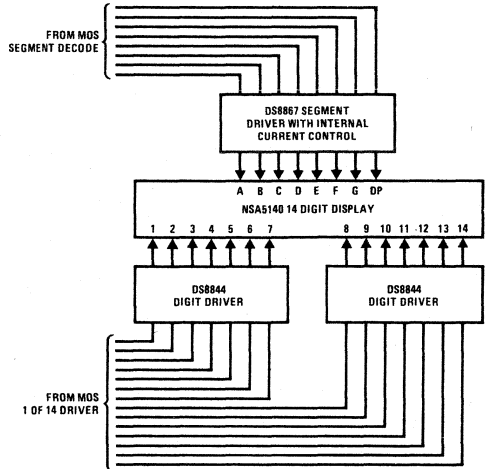 FROM MOS
SEGMENT DECODE
DS8867 SEGMENT
DRIVER WITH INTERNAL
CURRENT CONTROL
A B C D E F G DP
NSA5140 14 DIGIT DISPLAY
1 2 3 4 5 6 7 8 9 10 11 12 13 14
DS8844
DIGIT DRIVER
DS8844
DIGIT DRIVER
FROM MOS
1 OF 14 DRIVER